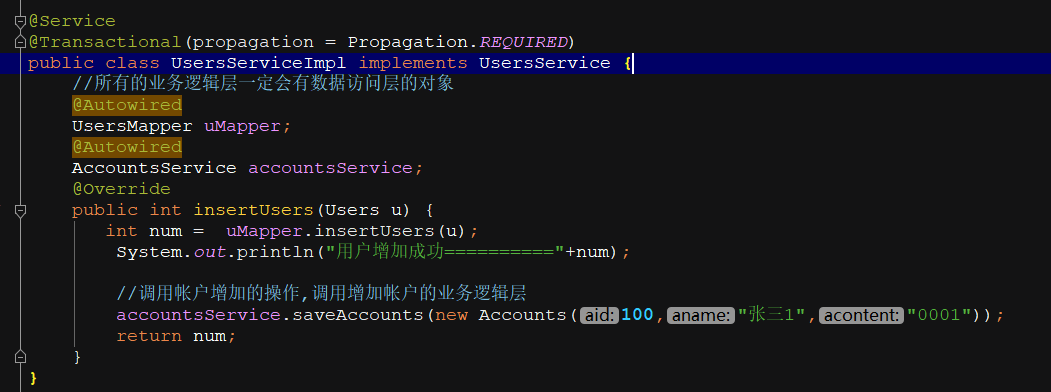 @Service
@Transactional(propagation = Propagation.REQUIRED)
public class UsersServiceImpl implements UsersService {
//所有的业务逻辑层一定会有数据访问层的对象
@Autowired
UsersMapper uMapper;
@Autowired
AccountsService accountsService;
@Override
public int insertUsers(Users u) {
int num =  uMapper.insertUsers(u);
System.out.println("用户增加成功=========="+num);
//调用帐户增加的操作,调用增加帐户的业务逻辑层
accountsService.saveAccounts(new Accounts( aid: 100, aname: "张三1", acontent: "0001"));
return num;
}
}